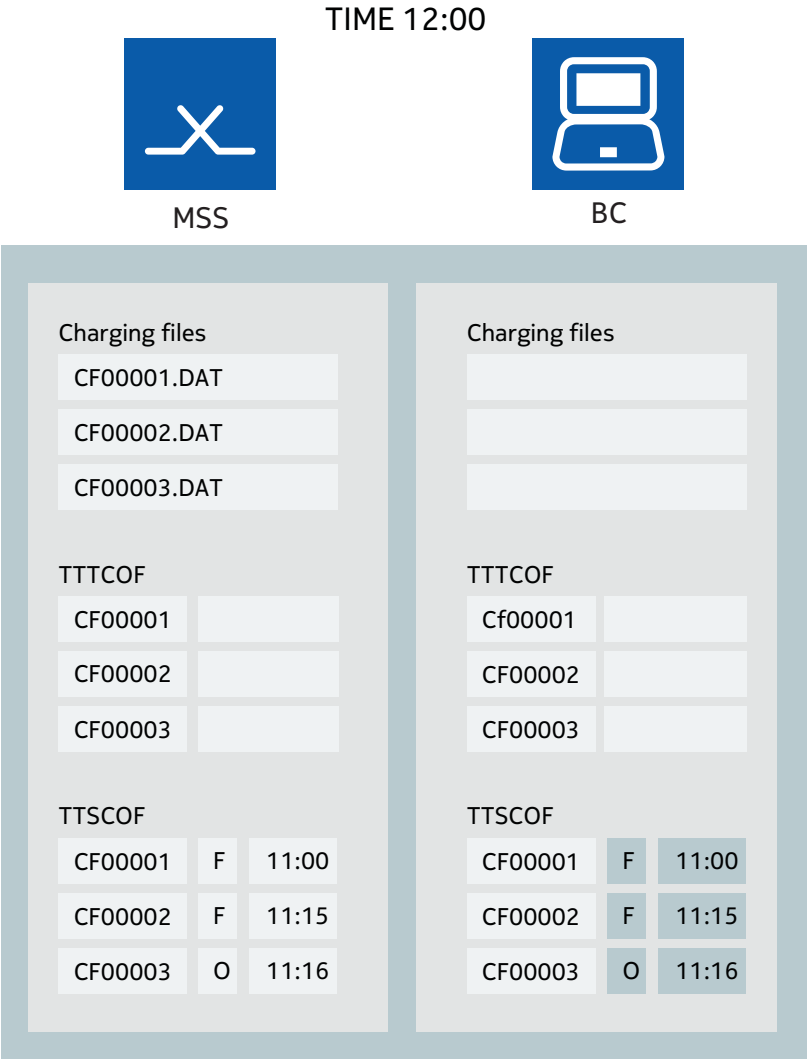 TIME 12:00
MSS
BC
Charging files
CF00001.DAT
CF00002.DAT
CF00003.DAT
TTTCOF
CF00001
CF00002
CF00003
TTSCOF
CF00001 F 11:00
CF00002 F 11:15
CF00003 O 11:16
Charging files
TTTCOF
Cf00001
CF00002
CF00003
TTSCOF
CF00001 F 11:00
CF00002 F 11:15
CF00003 O 11:16